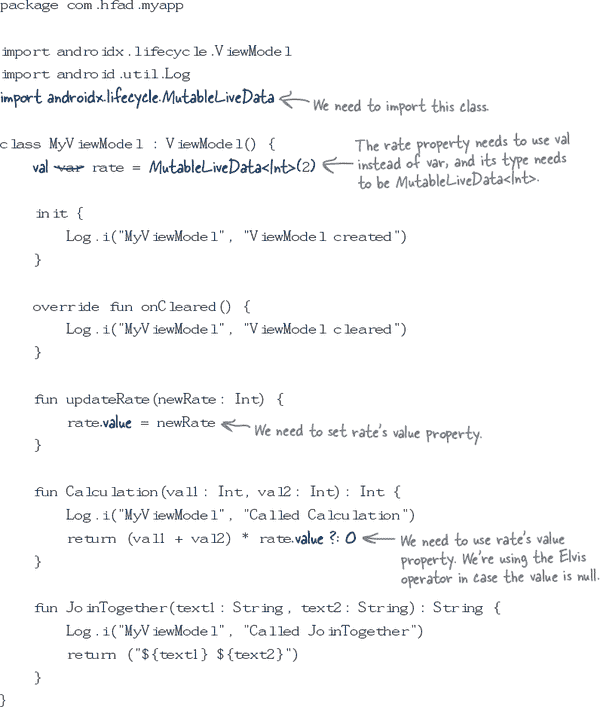 package com.hfad.myapp
import androidx.lifecycle.ViewModel
import android.util.Log
import androidx.lifecycle.MutableLiveData
We need to import this class.
class MyViewModel : ViewModel() {
val var rate = MutableLiveData<Int>(2)
The rate property needs to use val
instead of var, and its type needs
to be MutableLiveData<Int>.
init {
Log.i("MyViewModel", "ViewModel created")
}
override fun onCleared() {
Log.i("MyViewModel", "ViewModel cleared")
}
fun updateRate(newRate: Int) {
rate.value = newRate
We need to set rate's value property.
}
fun Calculation(val1: Int, val2: Int): Int {
Log.i("MyViewModel", "Called Calculation")
return (val1 + val2) * rate.value ?: 0
We need to use rate's value
property. We're using the Elvis
operator in case the value is null.
}
fun JoinTogether(text1: String, text2: String): String {
Log.i("MyViewModel", "Called JoinTogether")
return ("${text1} ${text2}")
}
}